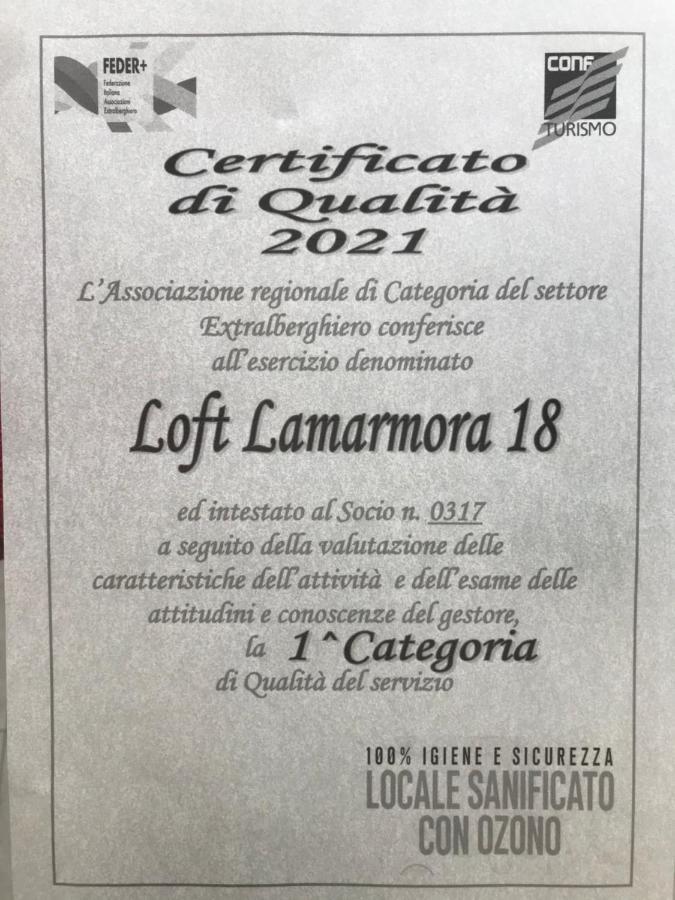 FEDER+
Federazione
Italiana
Associazioni
Extralberghiero
CONF
TURISMO
Certificato
di Qualità
2021
L'Associazione regionale di Categoria del settore
Extralberghiero conferisce
all'esercizio denominato
Loft Lamarmora 18
ed intestato al Socio n. 0317
a seguito della valutazione delle
caratteristiche dell'attività e dell'esame delle
attitudini e conoscenze del gestore,
la 1^Categoria
di Qualità del servizio
100% IGIENE E SICUREZZA
LOCALE SANIFICATO
CON OZONO